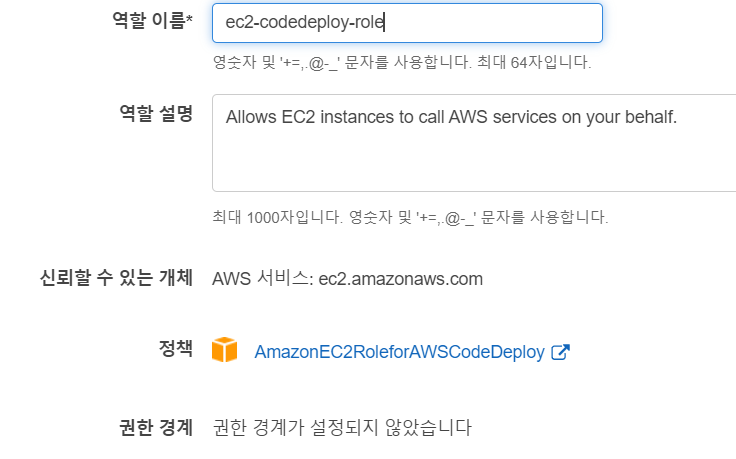 역할 이름* ec2-codedeploy-role
영숫자 및 '+=,.@-_' 문자를 사용합니다. 최대 64자입니다.
역할 설명 Allows EC2 instances to call AWS services on your behalf.
최대 1000자입니다. 영숫자 및 '+=,.@-_' 문자를 사용합니다.
신뢰할 수 있는 개체 AWS 서비스: ec2.amazonaws.com
정책 AmazonEC2RoleforAWSCodeDeploy
권한 경계 권한 경계가 설정되지 않았습니다